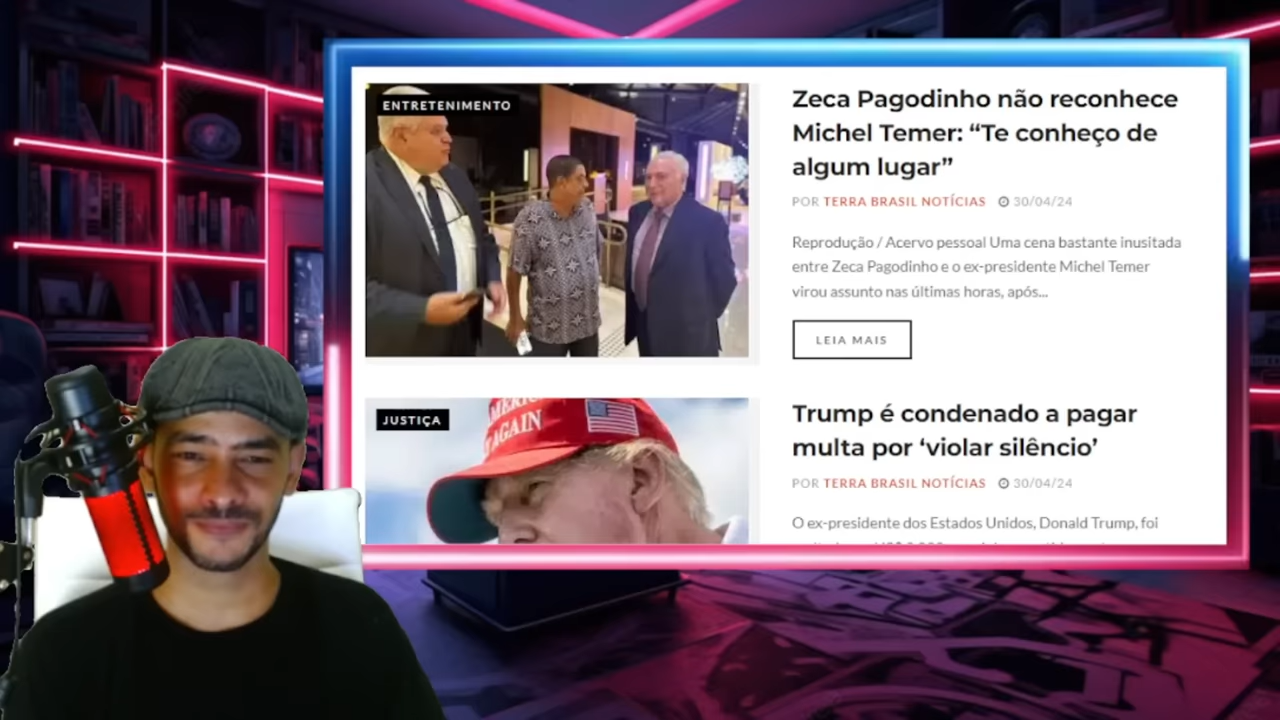 ENTRETENIMENTO
Zeca Pagodinho não reconhece
Michel Temer: “Te conheço de
algum lugar”
POR TERRA BRASIL NOTÍCIAS 30/04/24
Reprodução / Acervo pessoal Uma cena bastante inusitada
entre Zeca Pagodinho e o ex-presidente Michel Temer
virou assunto nas últimas horas, após...
LEIA MAIS
JUSTIÇA
AGAIN
Trump é condenado a pagar
multa por ‘violar silêncio’
POR TERRA BRASIL NOTÍCIAS 30/04/24
O ex-presidente dos Estados Unidos, Donald Trump, foi